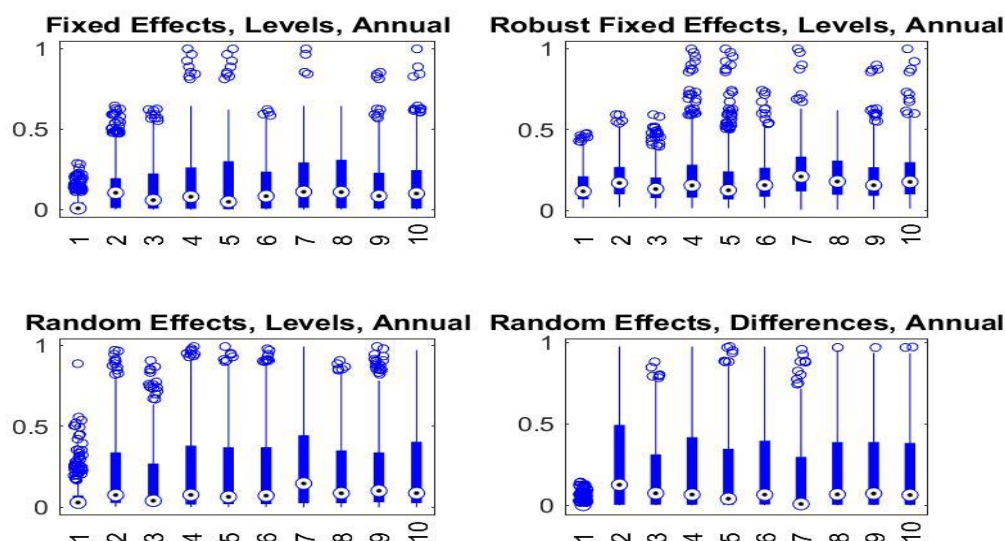 Fixed Effects, Levels, Annual
1
0.5
0
1 2 3 4 5 6 7 8 9 10
Robust Fixed Effects, Levels, Annual
1
0.5
0
1 2 3 4 5 6 7 8 9 10
Random Effects, Levels, Annual
1
0.5
0
1 2 3 4 5 6 7 8 9 10
Random Effects, Differences, Annual
1
0.5
0
1 2 3 4 5 6 7 8 9 10